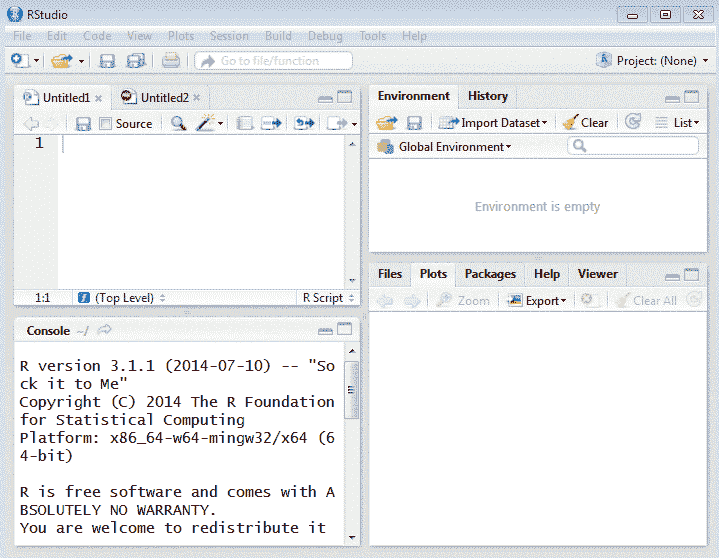 RStudio
File Edit Code View Plots Session Build Debug Tools Help
Go to file/function
Project: (None)
Untitled1 Untitled2
Source
1
1:1 (Top Level) R Script
Console ~/
R version 3.1.1 (2014-07-10) -- "So
ck it to Me"
Copyright (C) 2014 The R Foundation
for Statistical Computing
Platform: x86_64-w64-mingw32/x64 (6
4-bit)
R is free software and comes with A
BSOLUTELY NO WARRANTY.
You are welcome to redistribute it
Environment History
Import Dataset Clear List
Global Environment
Environment is empty
Files Plots Packages Help Viewer
Zoom Export Clear All